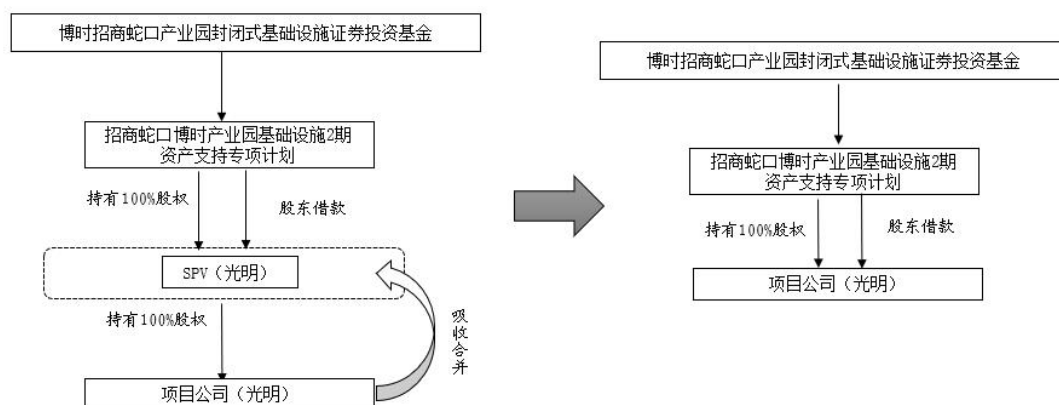 博时招商蛇口产业园封闭式基础设施证券投资基金
招商蛇口博时产业园基础设施2期
资产支持专项计划
持有100%股权
股东借款
SPV（光明）
持有100%股权
吸收合并
项目公司（光明）
博时招商蛇口产业园封闭式基础设施证券投资基金
招商蛇口博时产业园基础设施2期
资产支持专项计划
持有100%股权
股东借款
项目公司（光明）